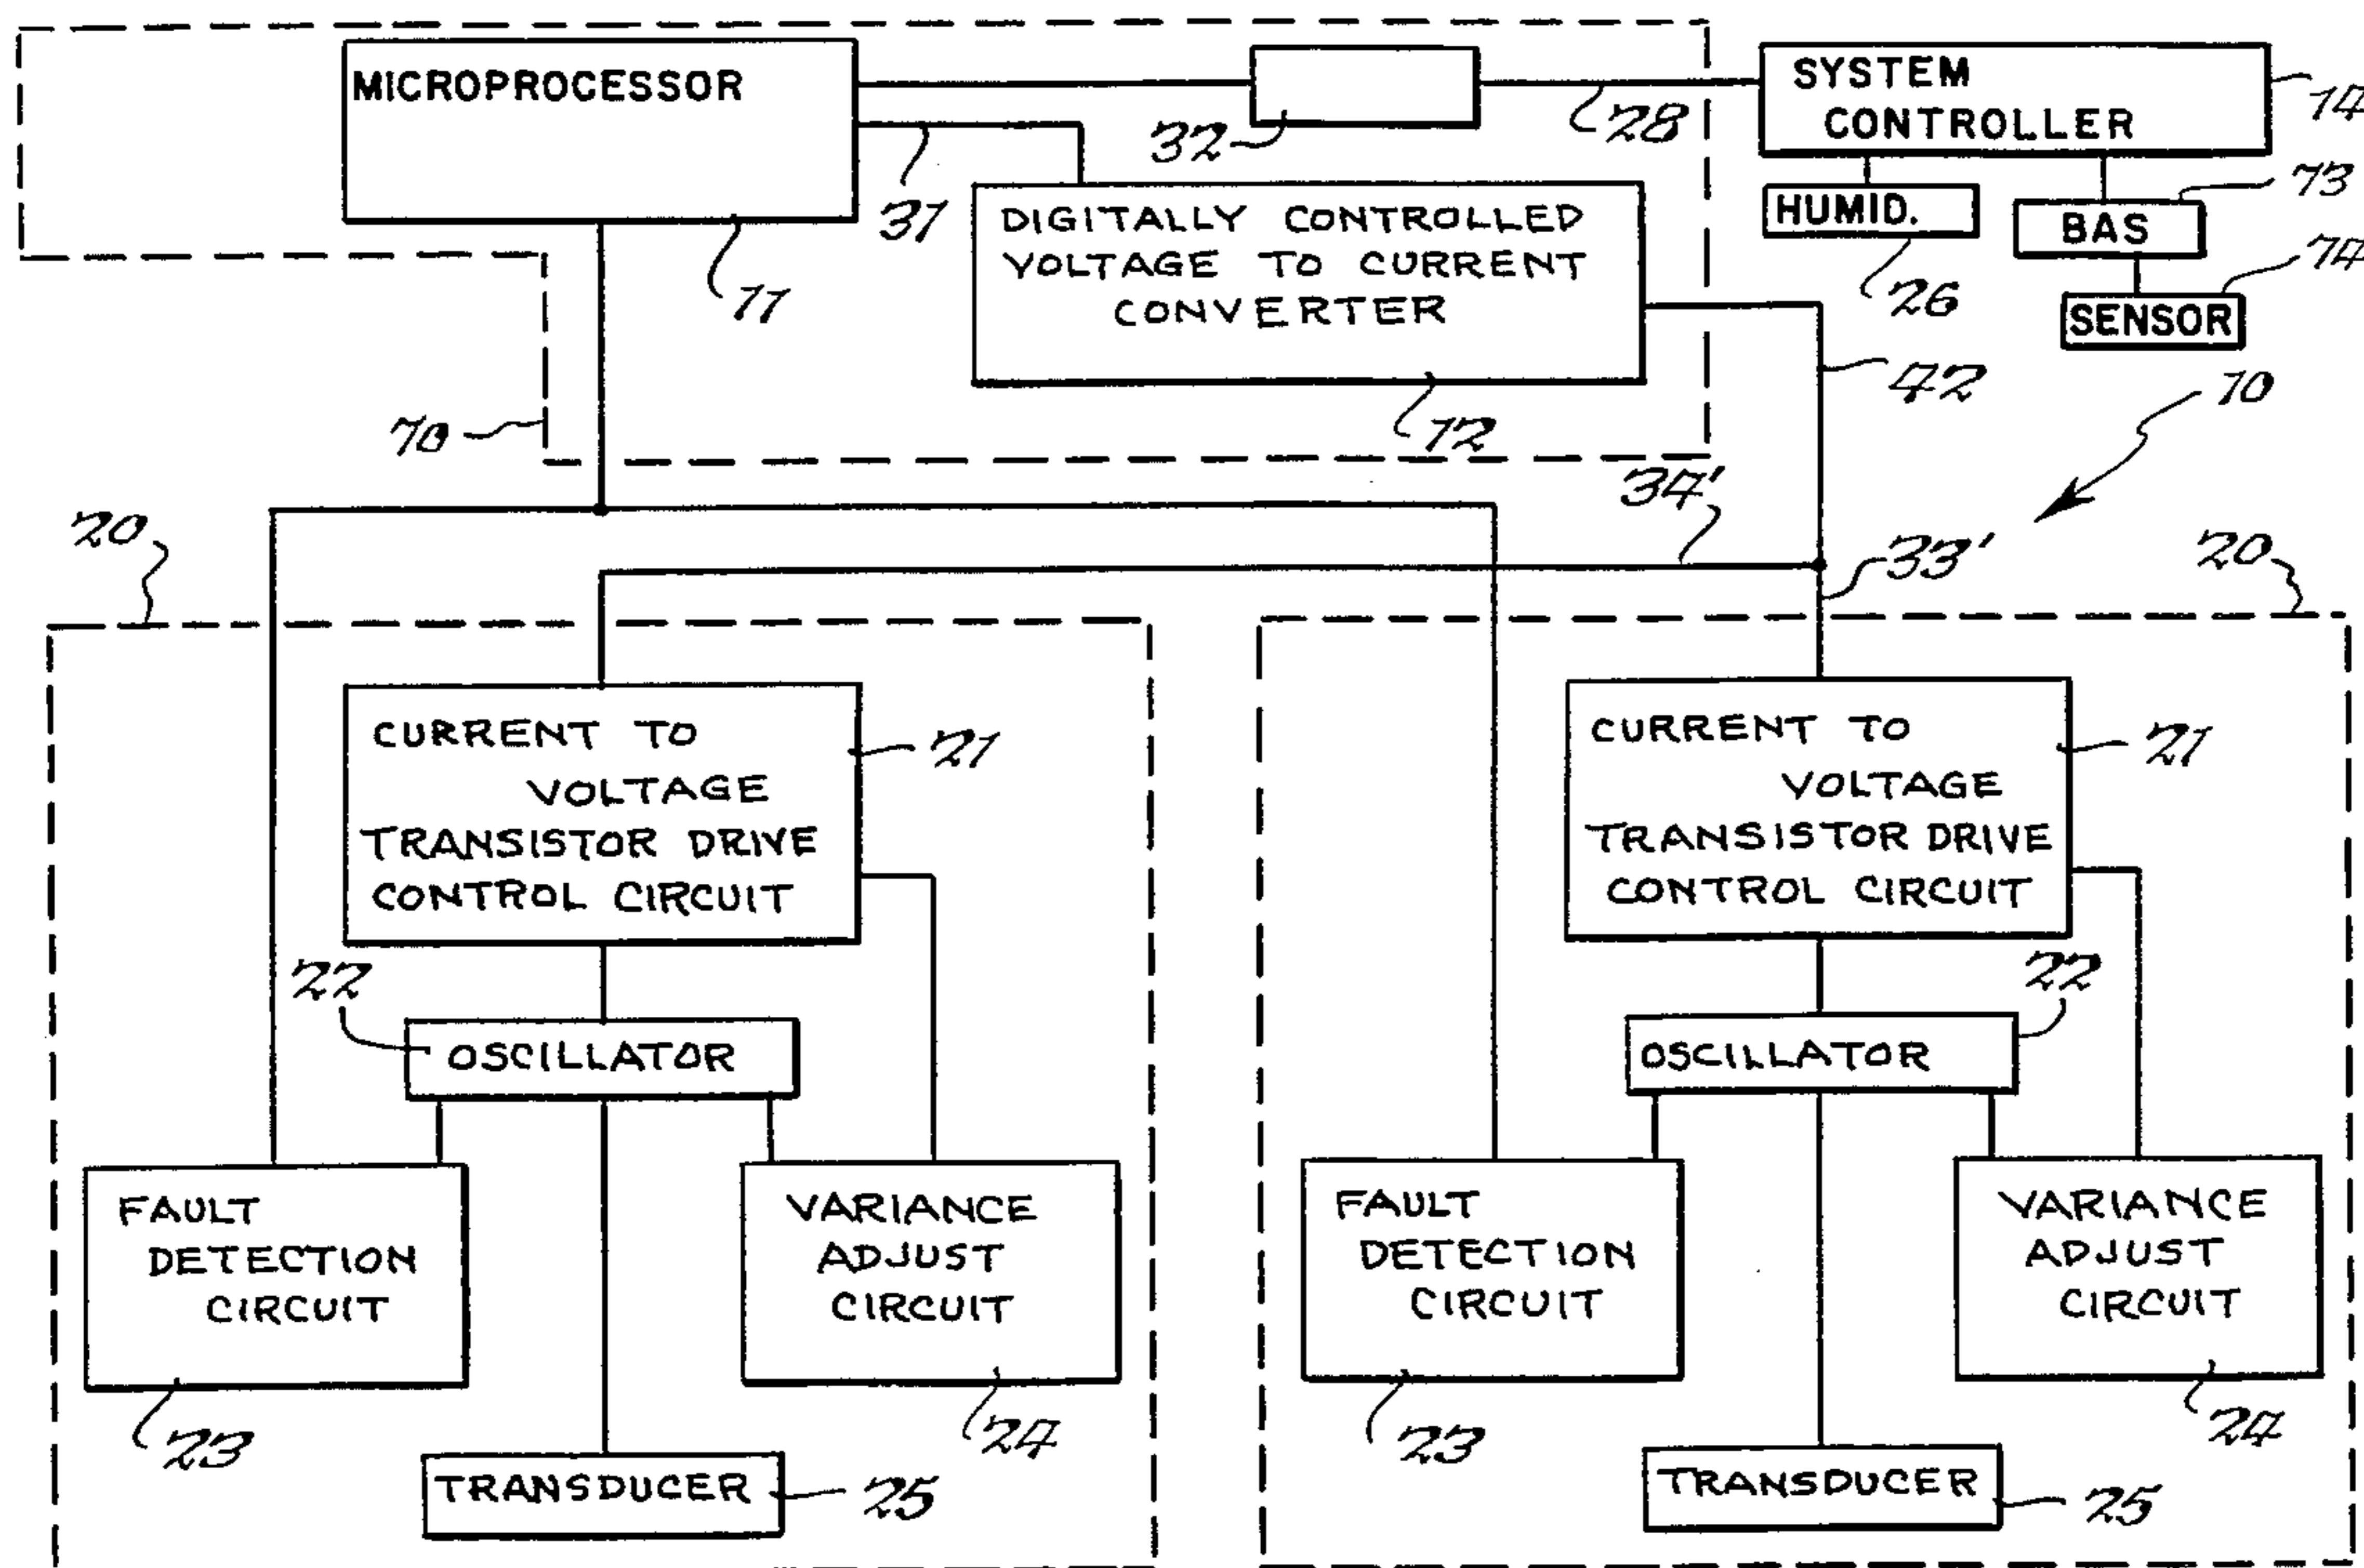 MICROPROCESSOR
SYSTEM
CONTROLLER
14
32
28
31
HUMID.
73
BAS
DIGITALLY CONTROLLED
VOLTAGE TO CURRENT
CONVERTER
74
11
26
SENSOR
42
10
70
12
34'
20
33'
20
CURRENT TO
VOLTAGE
TRANSISTOR DRIVE
CONTROL CIRCUIT
21
CURRENT TO
VOLTAGE
TRANSISTOR DRIVE
CONTROL CIRCUIT
21
22
OSCILLATOR
22
OSCILLATOR
FAULT
DETECTION
CIRCUIT
VARIANCE
ADJUST
CIRCUIT
FAULT
DETECTION
CIRCUIT
VARIANCE
ADJUST
CIRCUIT
23
24
23
24
TRANSDUCER
25
TRANSDUCER
25